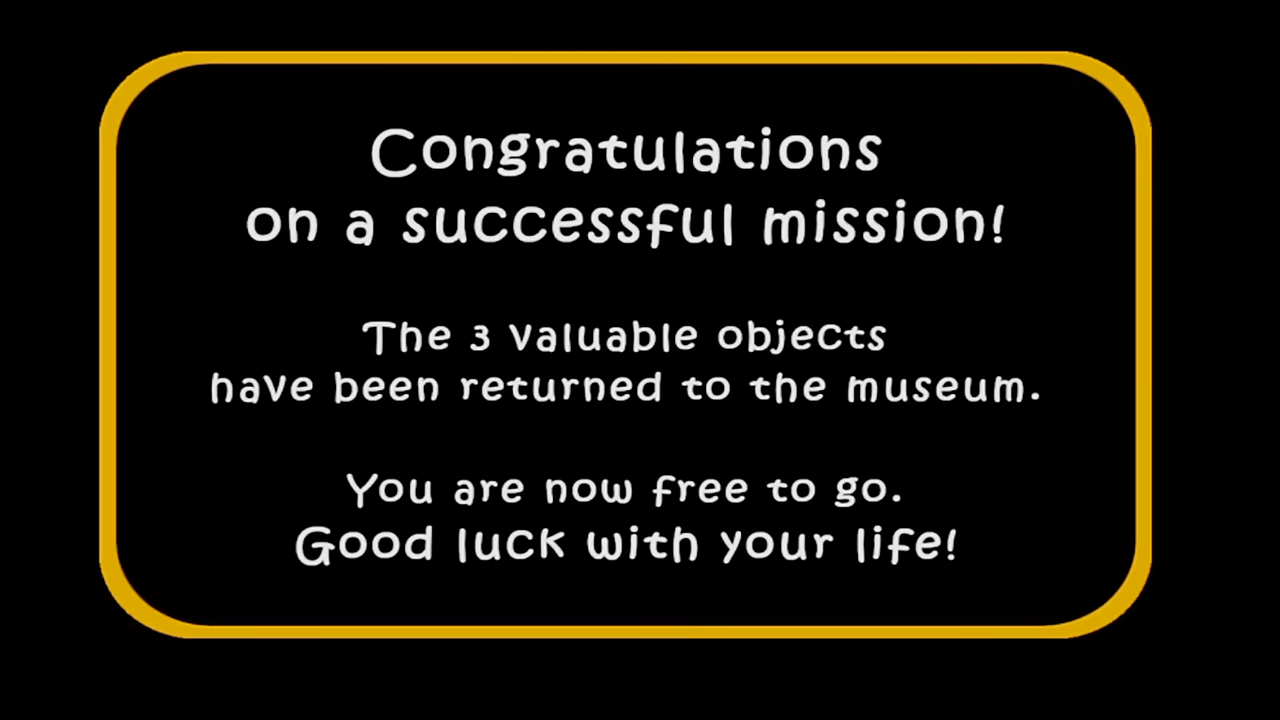 Congratulations
on a successful mission!
The 3 valuable objects
have been returned to the museum.
You are now free to go.
Good luck with your life!